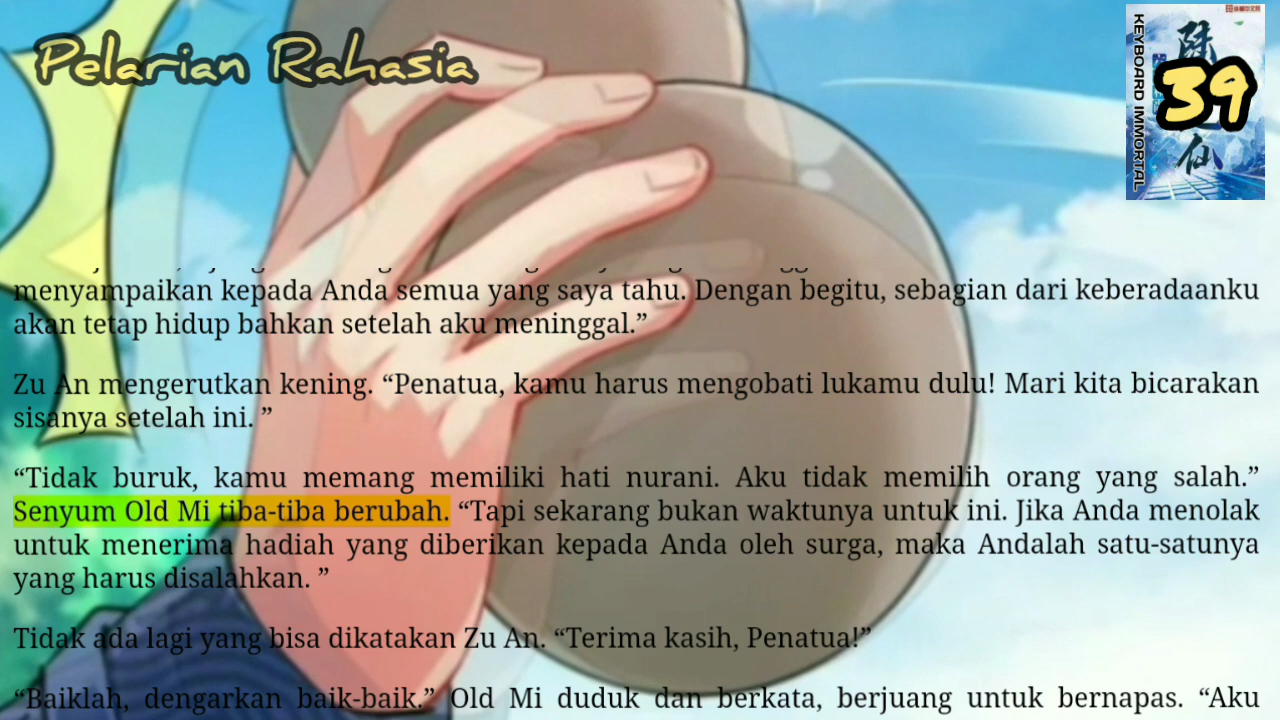 Pelarian Rahasia
KEYBOARD IMMORTAL
39
仙
menyampaikan kepada Anda semua yang saya tahu. Dengan begitu, sebagian dari keberadaanku
akan tetap hidup bahkan setelah aku meninggal.”
Zu An mengerutkan kening. “Penatua, kamu harus mengobati lukamu dulu! Mari kita bicarakan
sisanya setelah ini. ”
“Tidak buruk, kamu memang memiliki hati nurani. Aku tidak memilih orang yang salah.”
Senyum Old Mi tiba-tiba berubah. “Tapi sekarang bukan waktunya untuk ini. Jika Anda menolak
untuk menerima hadiah yang diberikan kepada Anda oleh surga, maka Andalah satu-satunya
yang harus disalahkan. ”
Tidak ada lagi yang bisa dikatakan Zu An. “Terima kasih, Penatua!”
“Baiklah, dengarkan baik-baik.” Old Mi duduk dan berkata, berjuang untuk bernapas. “Aku